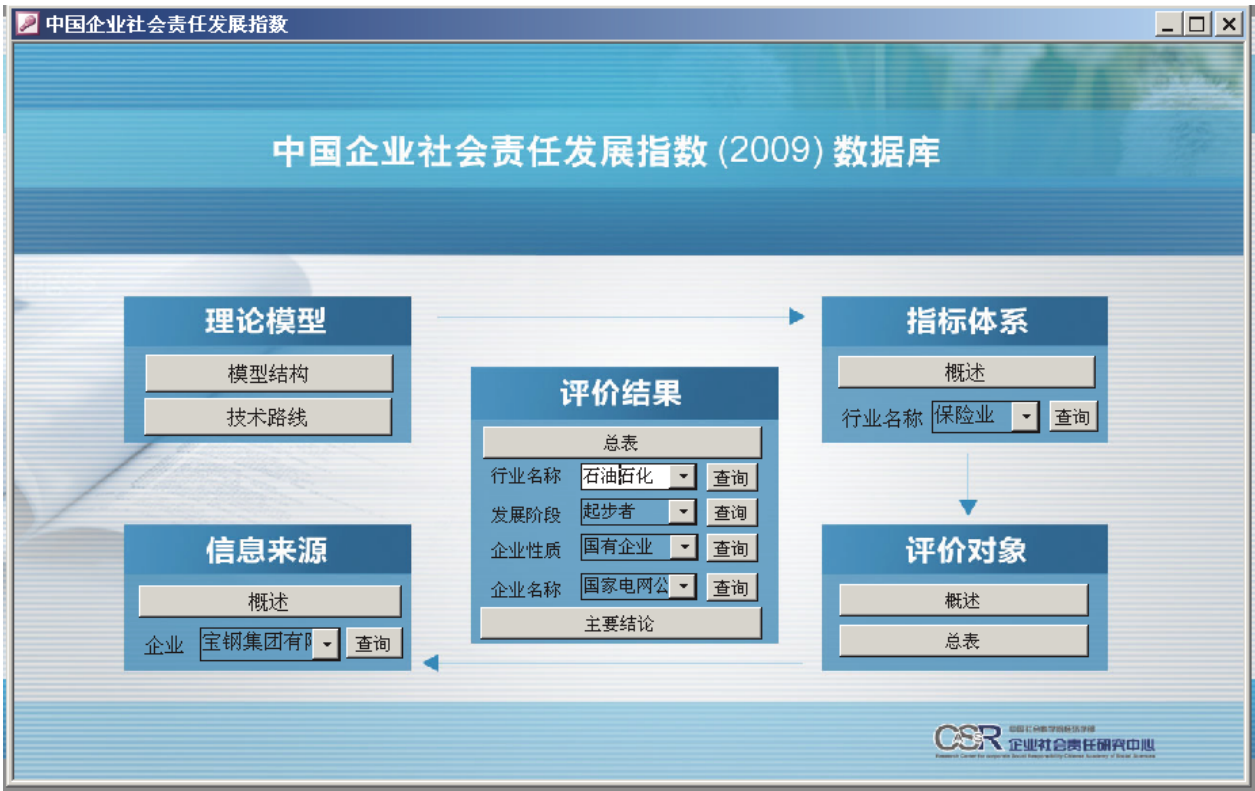 中国企业社会责任发展指数
中国企业社会责任发展指数 (2009) 数据库
理论模型
模型结构
技术路线
指标体系
概述
行业名称 保险业 查询
评价结果
总表
行业名称 石油石化 查询
发展阶段 起步者 查询
企业性质 国有企业 查询
企业名称 国家电网公 查询
主要结论
信息来源
概述
企业 宝钢集团有 查询
评价对象
概述
总表
CASSR
企业社会责任研究中心